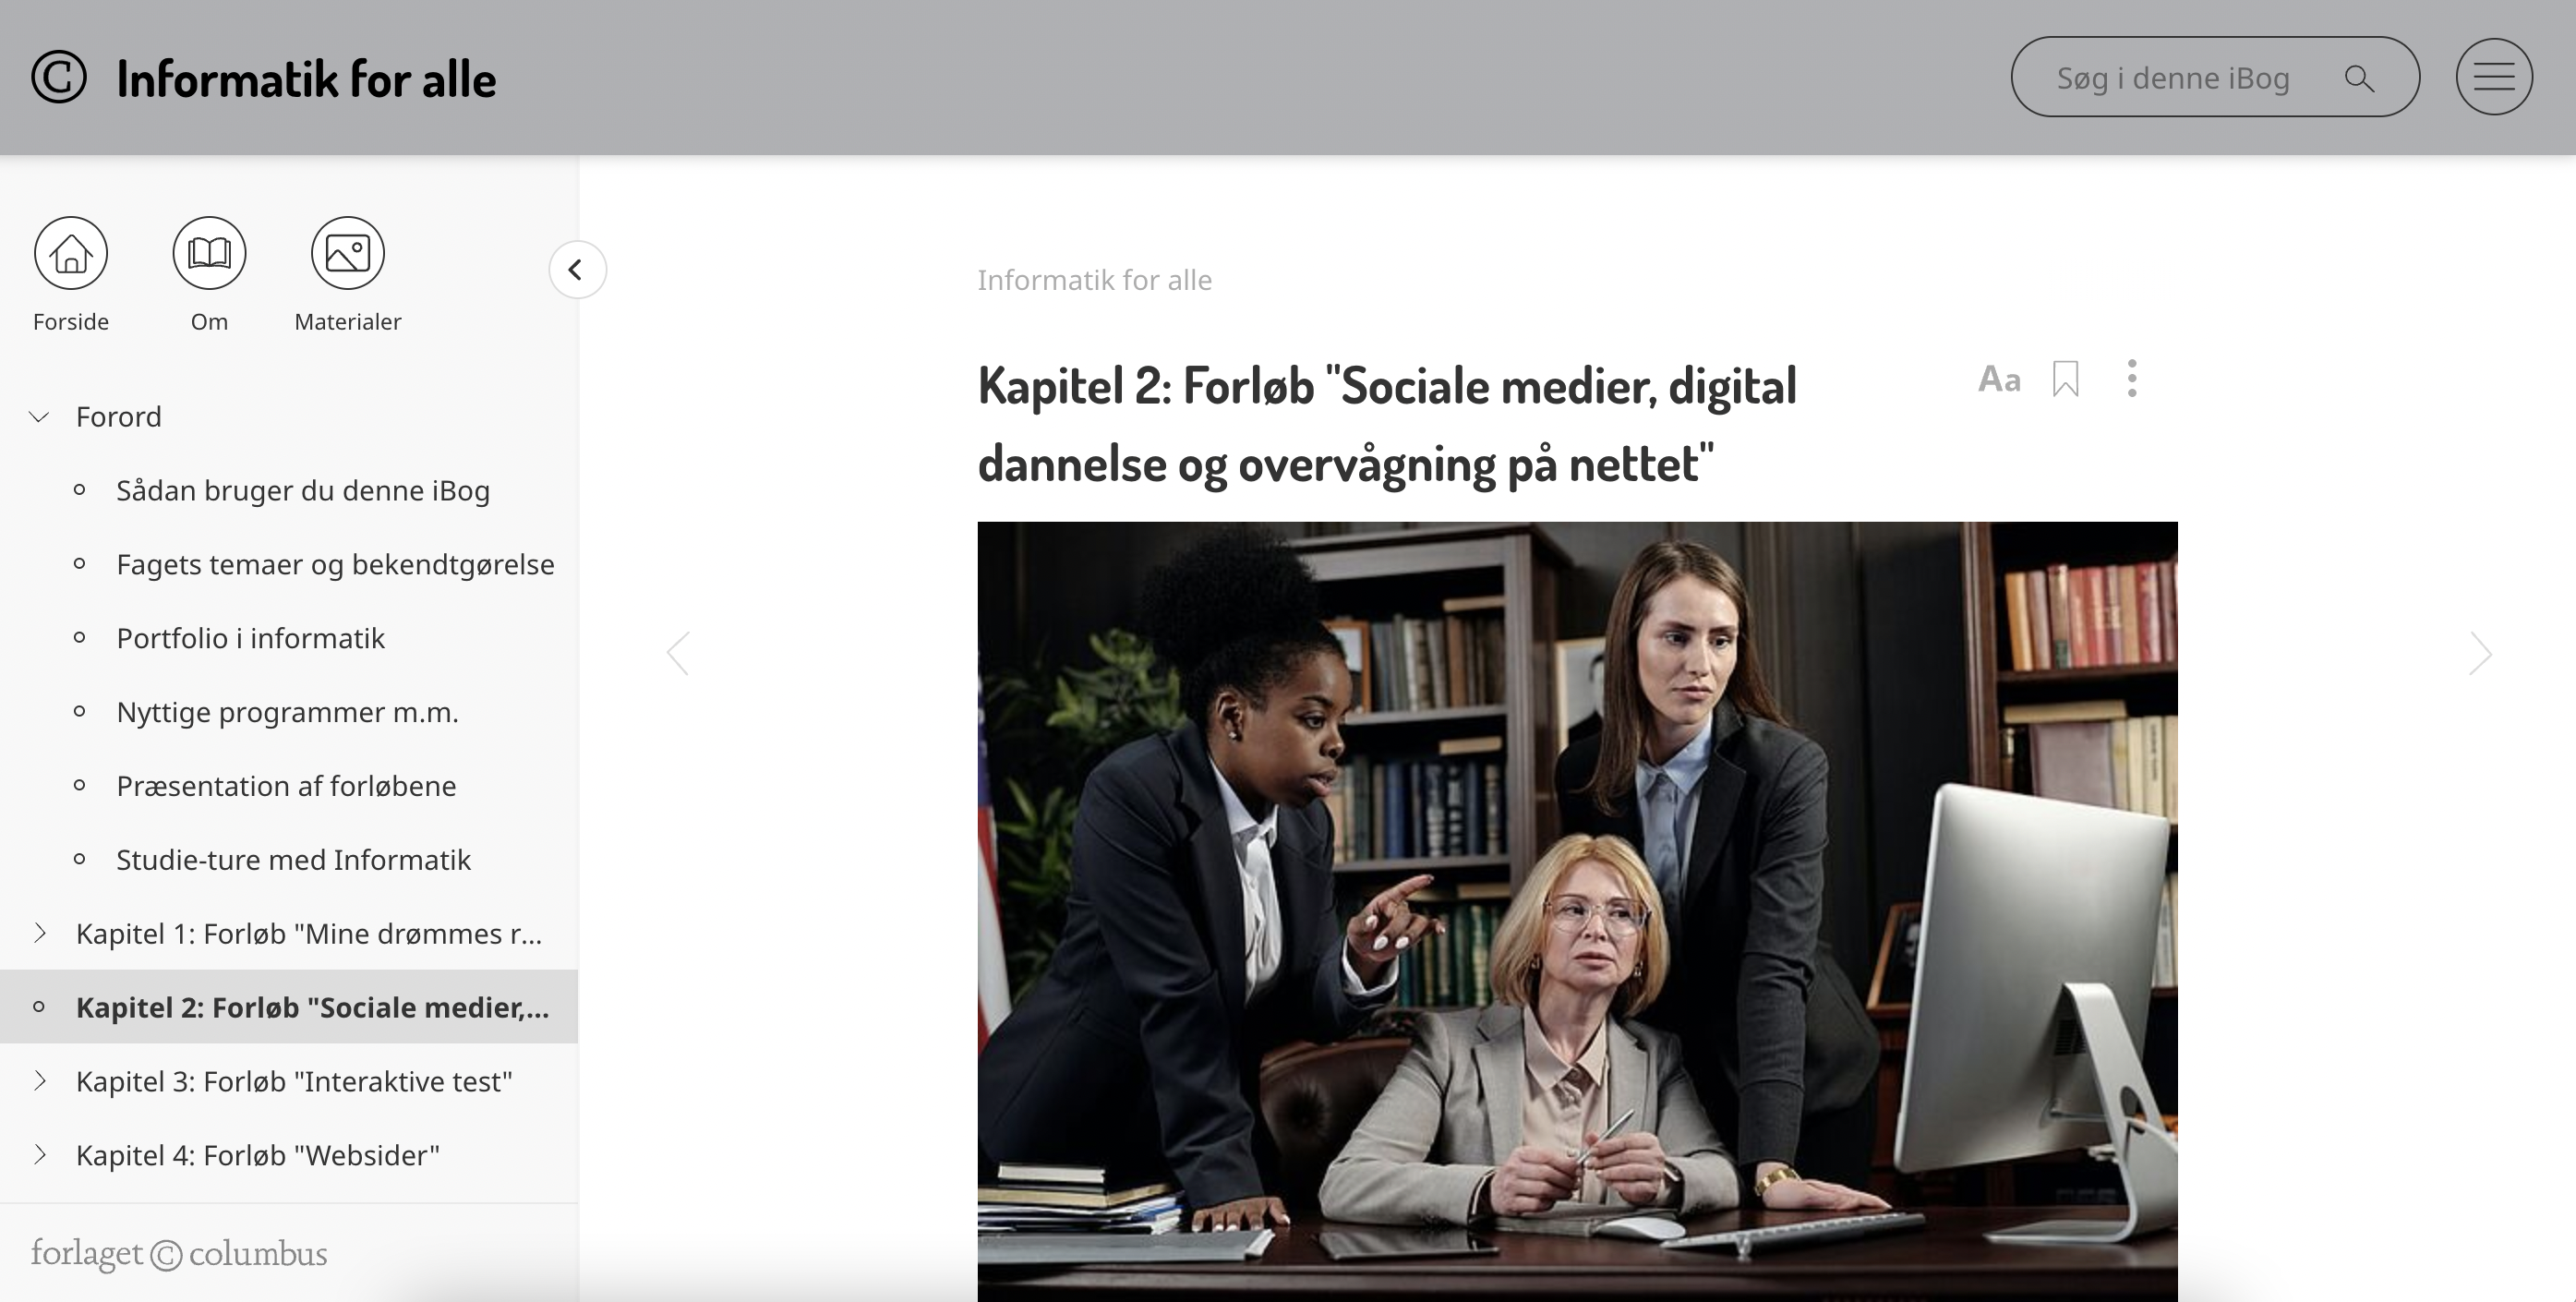 © Informatik for alle
Søg i denne iBog
Forside
Om
Materialer
Forord
Sådan bruger du denne iBog
Fagets temaer og bekendtgørelse
Portfolio i informatik
Nyttige programmer m.m.
Præsentation af forløbene
Studie-ture med Informatik
Kapitel 1: Forløb "Mine drømmes r...
Kapitel 2: Forløb "Sociale medier,...
Kapitel 3: Forløb "Interaktive test"
Kapitel 4: Forløb "Websider"
forlaget © columbus
Informatik for alle
Kapitel 2: Forløb "Sociale medier, digital
dannelse og overvågning på nettet"
Aa